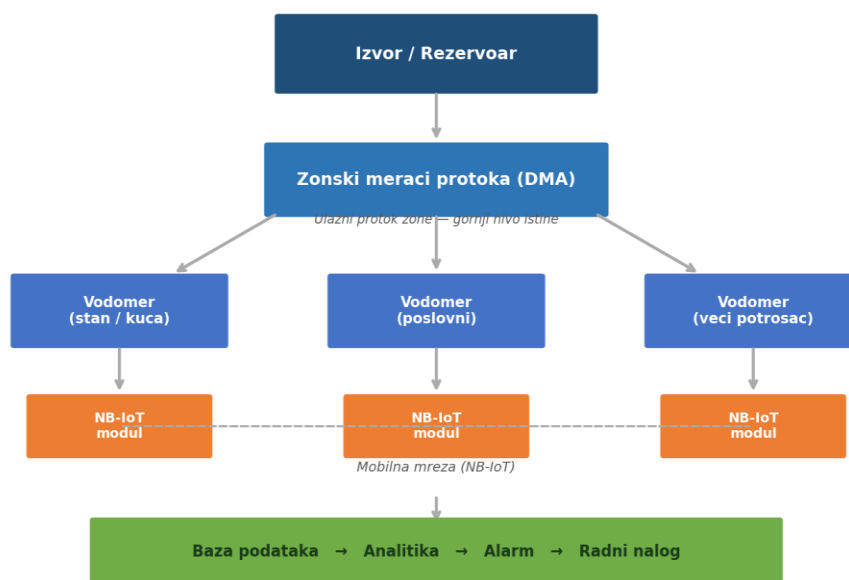 Izvor / Rezervoar
Zonski meraci protoka (DMA)
Ulazni protok zone — gornji nivo istine
Vodomer
(stan / kuca)
Vodomer
(poslovni)
Vodomer
(veci potrosac)
NB-IoT
modul
NB-IoT
modul
NB-IoT
modul
Mobilna mreza (NB-IoT)
Baza podataka → Analitika → Alarm → Radni nalog